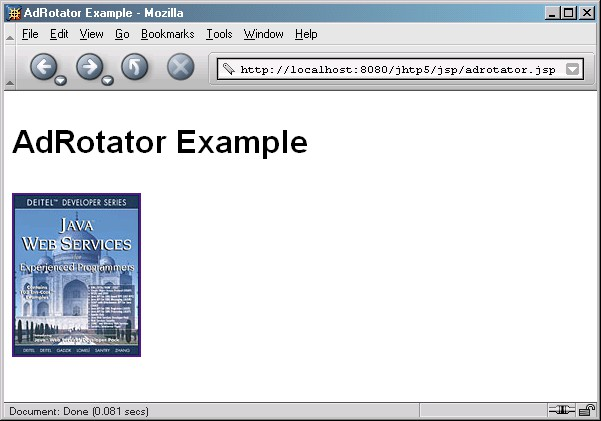 AdRotator Example - Mozilla
File Edit View Go Bookmarks Tools Window Help
http://localhost:8080/jhtp5/jsp/adrotator.jsp
AdRotator Example
DEITEL™ DEVELOPER SERIES
JAVA™
WEB SERVICES
for
Experienced Programmers
DEITEL DEITEL GADZIK LOMELI SANTRY ZHANG
Document: Done (0.081 secs)